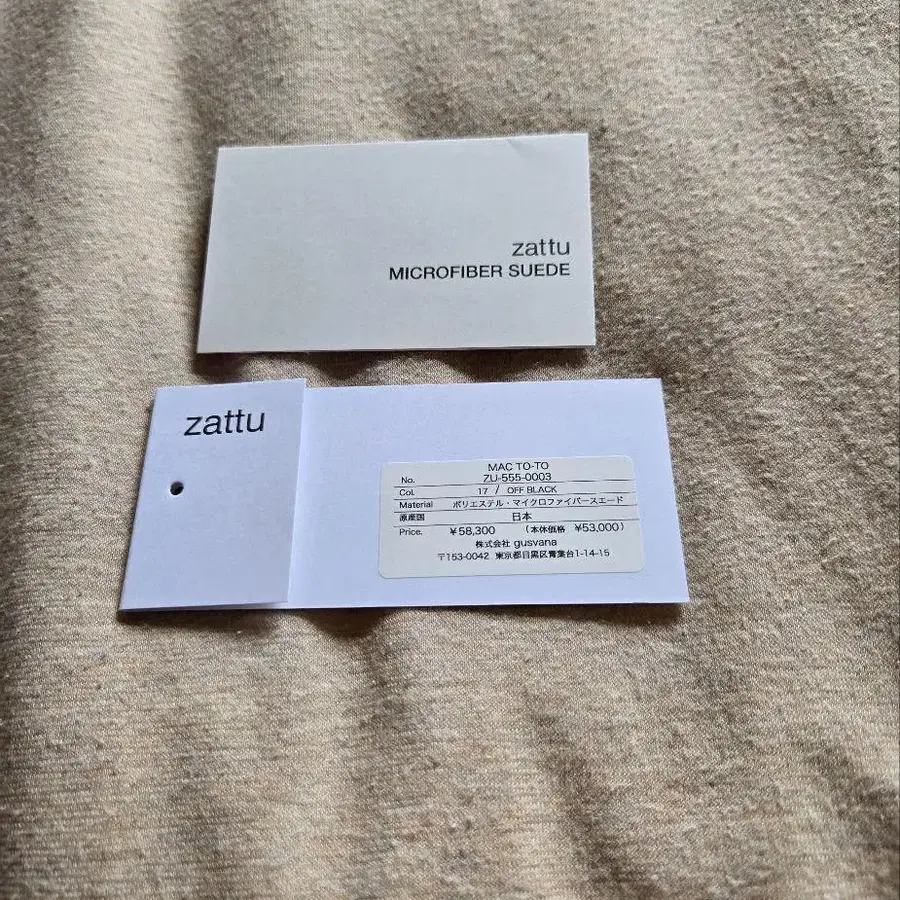 zattu
MICROFIBER SUEDE
zattu
MAC TO-TO
No. ZU-555-0003
Col. 17 / OFF BLACK
Material ポリエステル・マイクロファイバースエード
原産国 日本
Price. ¥58,300 (本体価格 ¥53,000)
株式会社 gusvana
〒153-0042 東京都目黒区青葉台1-14-15